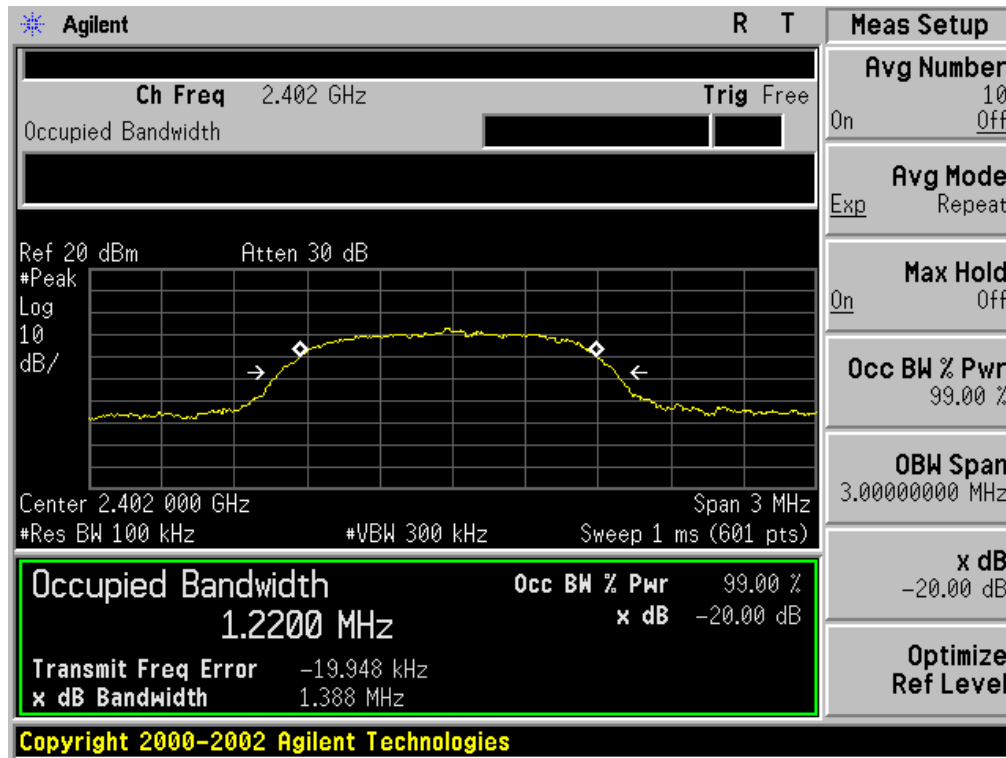 Agilent R T
Meas Setup
Ch Freq 2.402 GHz Trig Free
Occupied Bandwidth
Avg Number
10
On Off
Avg Mode
Exp Repeat
Max Hold
On Off
Occ BW % Pwr
99.00 %
OBW Span
3.00000000 MHz
x dB
-20.00 dB
Optimize
Ref Level
Ref 20 dBm Atten 30 dB
#Peak
Log
10
dB/
Center 2.402 000 GHz Span 3 MHz
#Res BW 100 kHz #VBW 300 kHz Sweep 1 ms (601 pts)
Occupied Bandwidth Occ BW % Pwr 99.00 %
1.2200 MHz x dB -20.00 dB
Transmit Freq Error -19.948 kHz
x dB Bandwidth 1.388 MHz
Copyright 2000-2002 Agilent Technologies